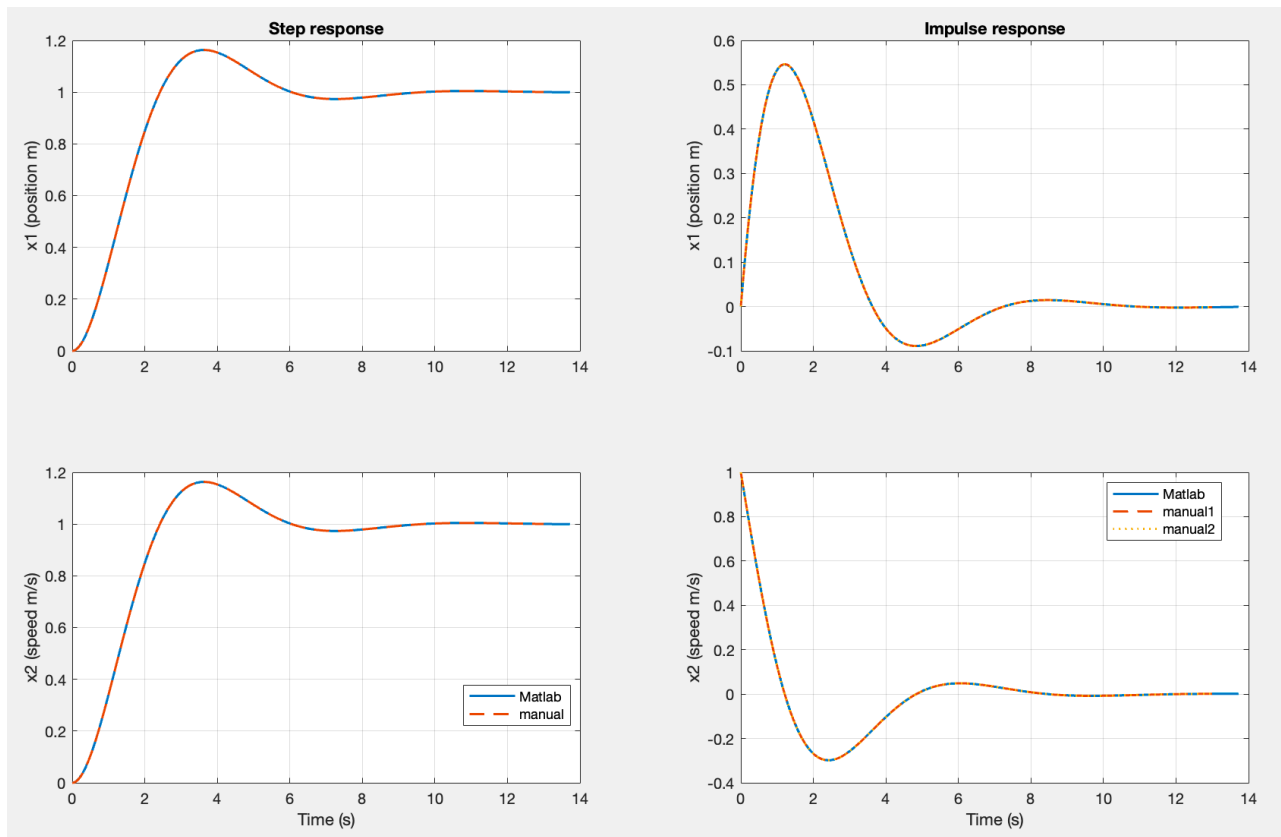 Step response
1.2
1
0.8
0.6
0.4
0.2
0
x1 (position m)
0 2 4 6 8 10 12 14
Impulse response
0.6
0.5
0.4
0.3
0.2
0.1
0
-0.1
x1 (position m)
0 2 4 6 8 10 12 14
1.2
1
0.8
0.6
0.4
0.2
0
x2 (speed m/s)
Matlab
manual
0 2 4 6 8 10 12 14
Time (s)
1
0.8
0.6
0.4
0.2
0
-0.2
-0.4
x2 (speed m/s)
Matlab
manual1
manual2
0 2 4 6 8 10 12 14
Time (s)